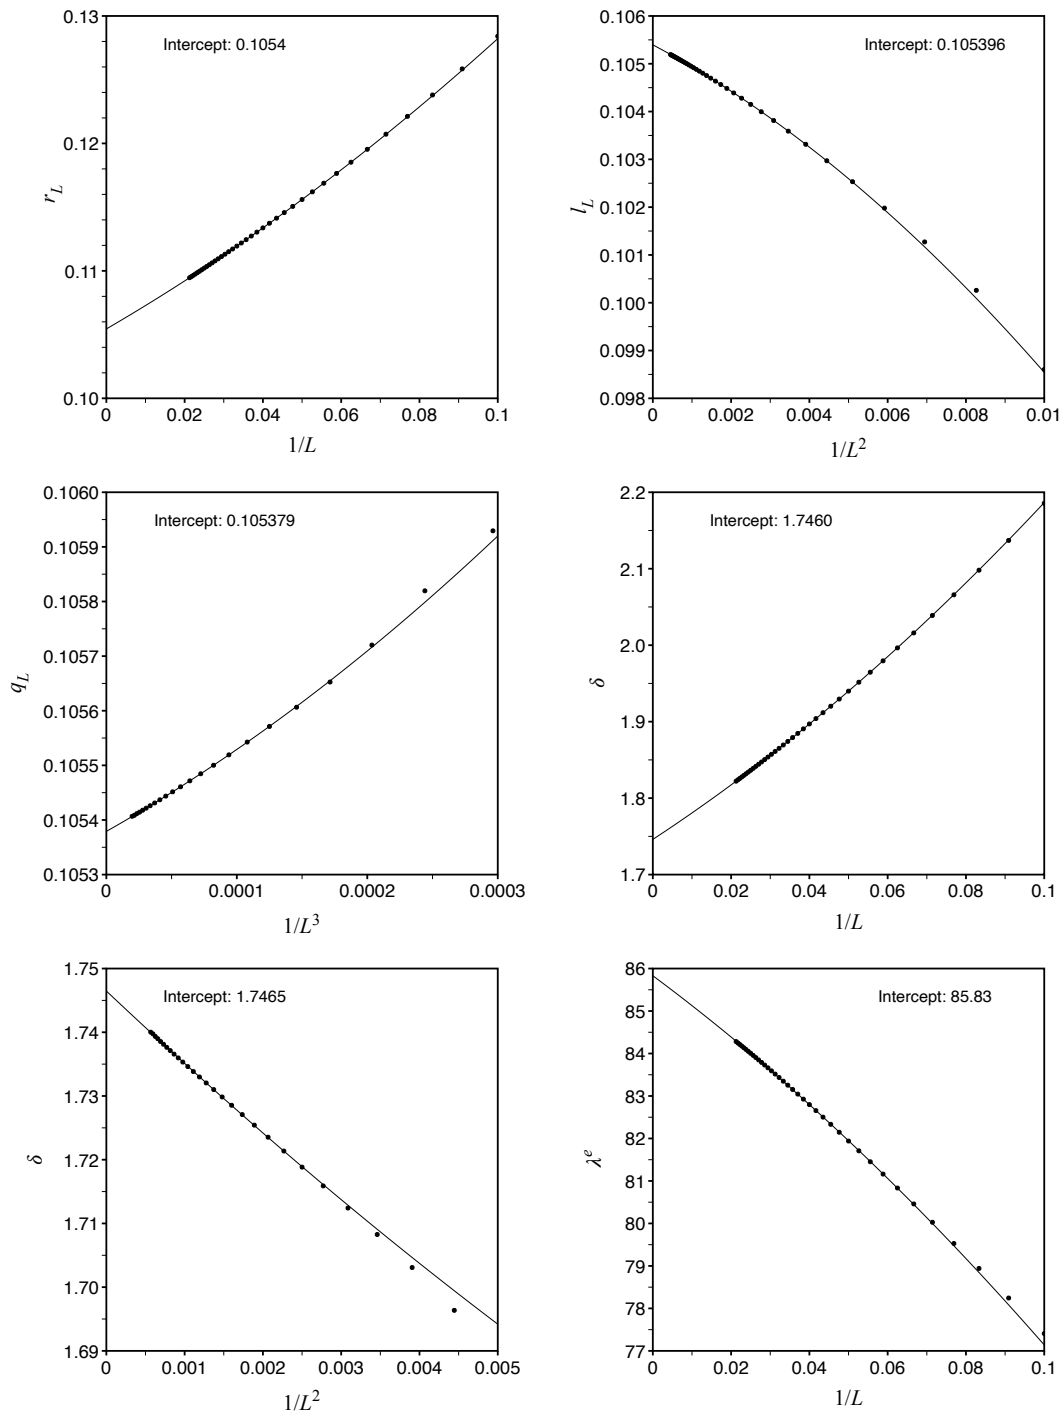 0.13
Intercept: 0.1054
0.12
r_L
0.11
0.10
0 0.02 0.04 0.06 0.08 0.1
1/L
0.106
Intercept: 0.105396
0.105
0.104
0.103
l_L
0.102
0.101
0.100
0.099
0.098
0 0.002 0.004 0.006 0.008 0.01
1/L^2
0.1060
Intercept: 0.105379
0.1059
0.1058
0.1057
q_L
0.1056
0.1055
0.1054
0.1053
0 0.0001 0.0002 0.0003
1/L^3
2.2
Intercept: 1.7460
2.1
2.0
δ
1.9
1.8
1.7
0 0.02 0.04 0.06 0.08 0.1
1/L
1.75
Intercept: 1.7465
1.74
1.73
1.72
δ
1.71
1.70
1.69
0 0.001 0.002 0.003 0.004 0.005
1/L^2
86
Intercept: 85.83
85
84
83
82
λ^e
81
80
79
78
77
0 0.02 0.04 0.06 0.08 0.1
1/L